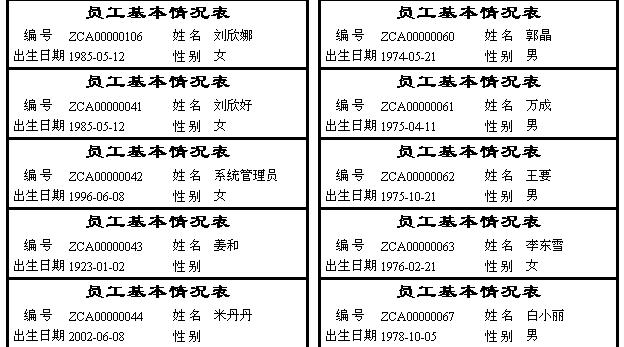 员工基本情况表
编号 ZCA00000106 姓名 刘欣娜
出生日期 1985-05-12 性别 女
员工基本情况表
编号 ZCA00000041 姓名 刘欣好
出生日期 1985-05-12 性别 女
员工基本情况表
编号 ZCA00000042 姓名 系统管理员
出生日期 1996-06-08 性别 女
员工基本情况表
编号 ZCA00000043 姓名 姜和
出生日期 1923-01-02 性别
员工基本情况表
编号 ZCA00000044 姓名 米丹丹
出生日期 2002-06-08 性别
员工基本情况表
编号 ZCA00000060 姓名 郭晶
出生日期 1974-05-21 性别 男
员工基本情况表
编号 ZCA00000061 姓名 万成
出生日期 1975-04-11 性别 男
员工基本情况表
编号 ZCA00000062 姓名 王要
出生日期 1975-10-21 性别 男
员工基本情况表
编号 ZCA00000063 姓名 李东雪
出生日期 1976-02-21 性别 女
员工基本情况表
编号 ZCA00000067 姓名 白小丽
出生日期 1978-10-05 性别 男